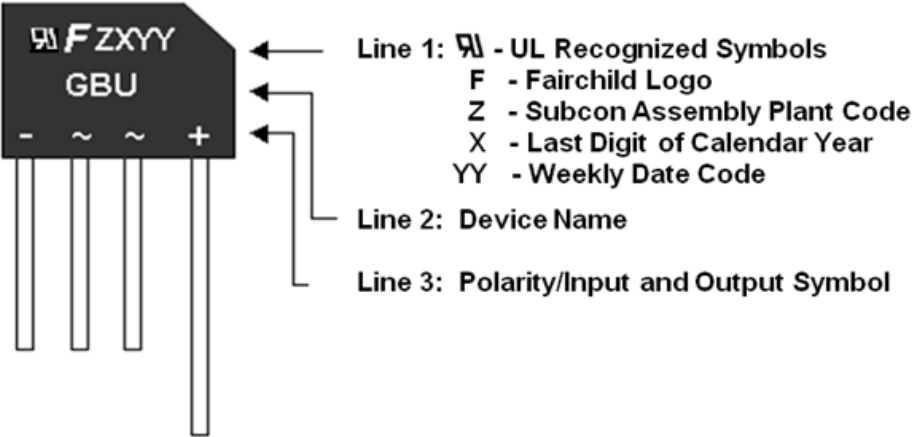 F ZXYY
GBU
- ~ ~ +
Line 1: - UL Recognized Symbols
F - Fairchild Logo
Z - Subcon Assembly Plant Code
X - Last Digit of Calendar Year
YY - Weekly Date Code
Line 2: Device Name
Line 3: Polarity/Input and Output Symbol